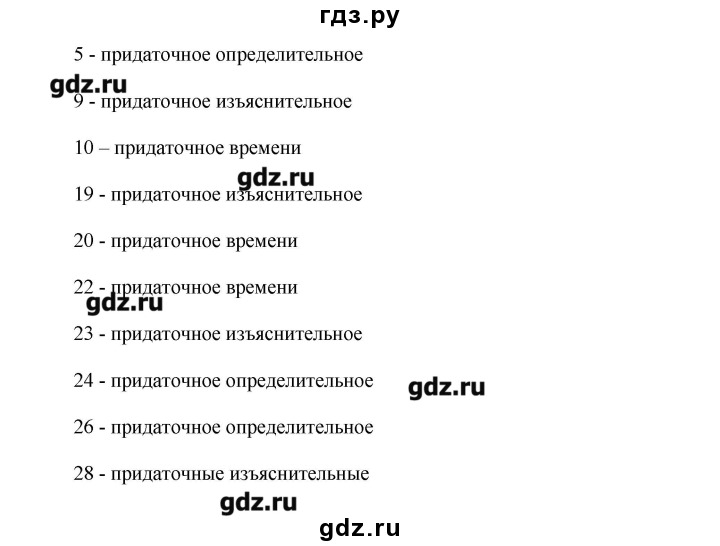 гдз.ру
5 - придаточное определительное
gdz.ru
9 - придаточное изъяснительное
10 – придаточное времени
gdz.ru
19 - придаточное изъяснительное
20 - придаточное времени
22 - придаточное времени
gdz.ru
23 - придаточное изъяснительное
24 - придаточное определительное
gdz.ru
26 - придаточное определительное
28 - придаточные изъяснительные
gdz.ru
gdz.ru